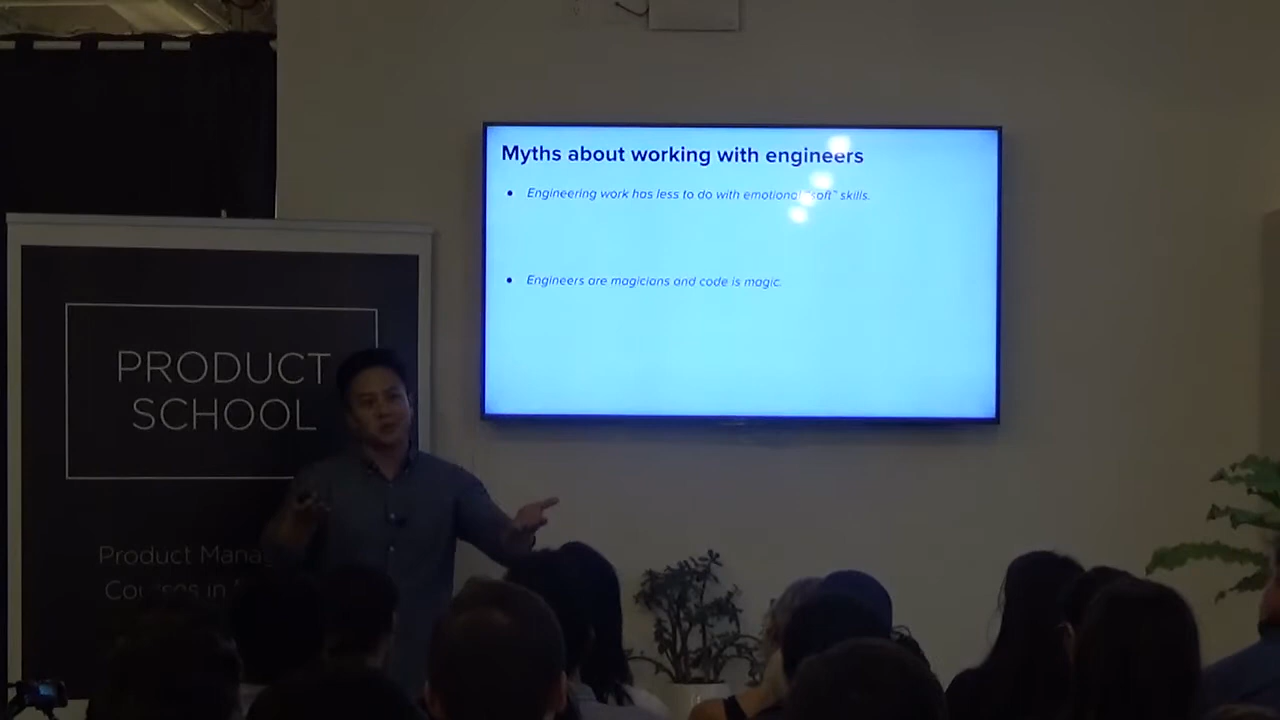 Myths about working with engineers
• Engineering work has less to do with emotional "soft" skills.
• Engineers are magicians and code is magic.
PRODUCT
SCHOOL
Product
in